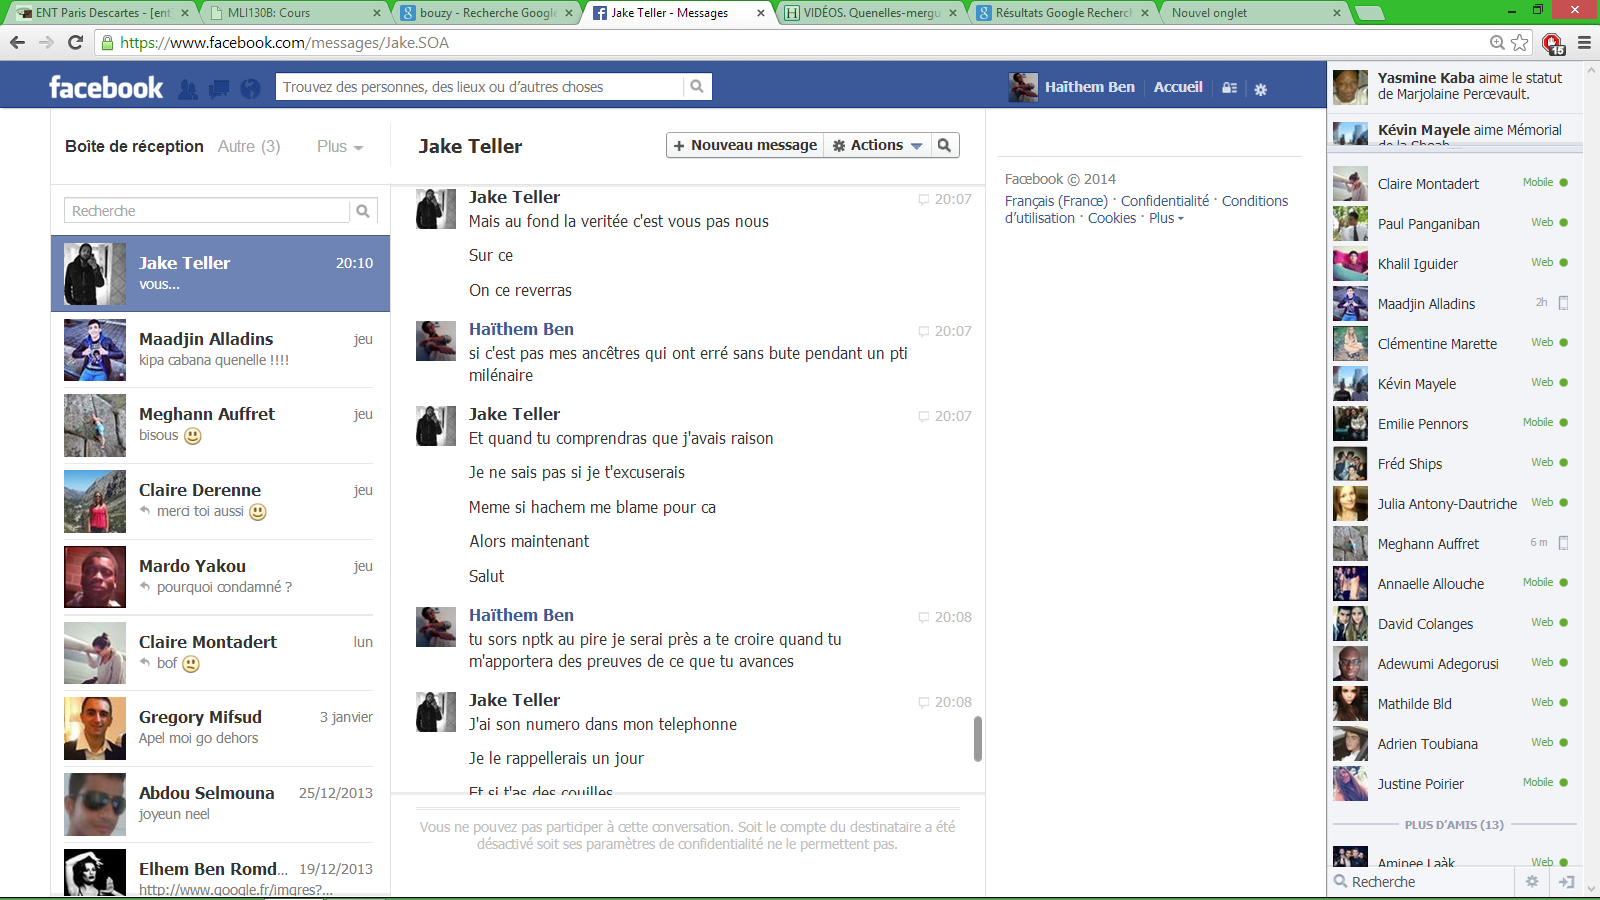 ENT Paris Descartes - [ent
MLI130B: Cours
bouzy - Recherche Google
Jake Teller - Messages
VIDÉOS. Quenelles-mergu
Résultats Google Recherch
Nouvel onglet
https://www.facebook.com/messages/Jake.SOA
15
facebook
Trouvez des personnes, des lieux ou d'autres choses
Haïthem Ben
Accueil
Boîte de réception
Autre (3)
Plus
Recherche
Jake Teller
20:10
vous...
Maadjin Alladins
jeu
kipa cabana quenelle !!!!
Meghann Auffret
jeu
bisous
Claire Derenne
jeu
merci toi aussi
Mardo Yakou
jeu
pourquoi condamné ?
Claire Montadert
lun
bof
Gregory Mifsud
3 janvier
Apel moi go dehors
Abdou Selmouna
25/12/2013
joyeun neel
Elhem Ben Romd...
19/12/2013
http://www.google.fr/imgres?...
Jake Teller
+ Nouveau message
Actions
Jake Teller
20:07
Mais au fond la veritée c'est vous pas nous
Sur ce
On ce reverras
Haïthem Ben
20:07
si c'est pas mes ancêtres qui ont erré sans bute pendant un pti
milénaire
Jake Teller
20:07
Et quand tu comprendras que j'avais raison
Je ne sais pas si je t'excuserais
Meme si hachem me blame pour ca
Alors maintenant
Salut
Haïthem Ben
20:08
tu sors nptk au pire je serai près a te croire quand tu
m'apportera des preuves de ce que tu avances
Jake Teller
20:08
J'ai son numero dans mon telephonne
Je le rappellerais un jour
Et si t'as des couilles
Vous ne pouvez pas participer à cette conversation. Soit le compte du destinataire a été
désactivé soit ses paramètres de confidentialité ne le permettent pas.
Facebook © 2014
Français (France) · Confidentialité · Conditions
d'utilisation · Cookies · Plus
Yasmine Kaba aime le statut
de Marjolaine Percevault.
Kévin Mayele aime Mémorial
de la Shoah
Claire Montadert
Mobile
Paul Panganiban
Web
Khalil Iguider
Web
Maadjin Alladins
2h
Clémentine Marette
Web
Kévin Mayele
Web
Emilie Pennors
Mobile
Fréd Ships
Web
Julia Antony-Dautriche
Web
Meghann Auffret
6 m
Annaelle Allouche
Mobile
David Colanges
Web
Adewumi Adegorusi
Web
Mathilde Bld
Web
Adrien Toubiana
Web
Justine Poirier
Mobile
PLUS D'AMIS (13)
Aminee Laàk
Web
Recherche